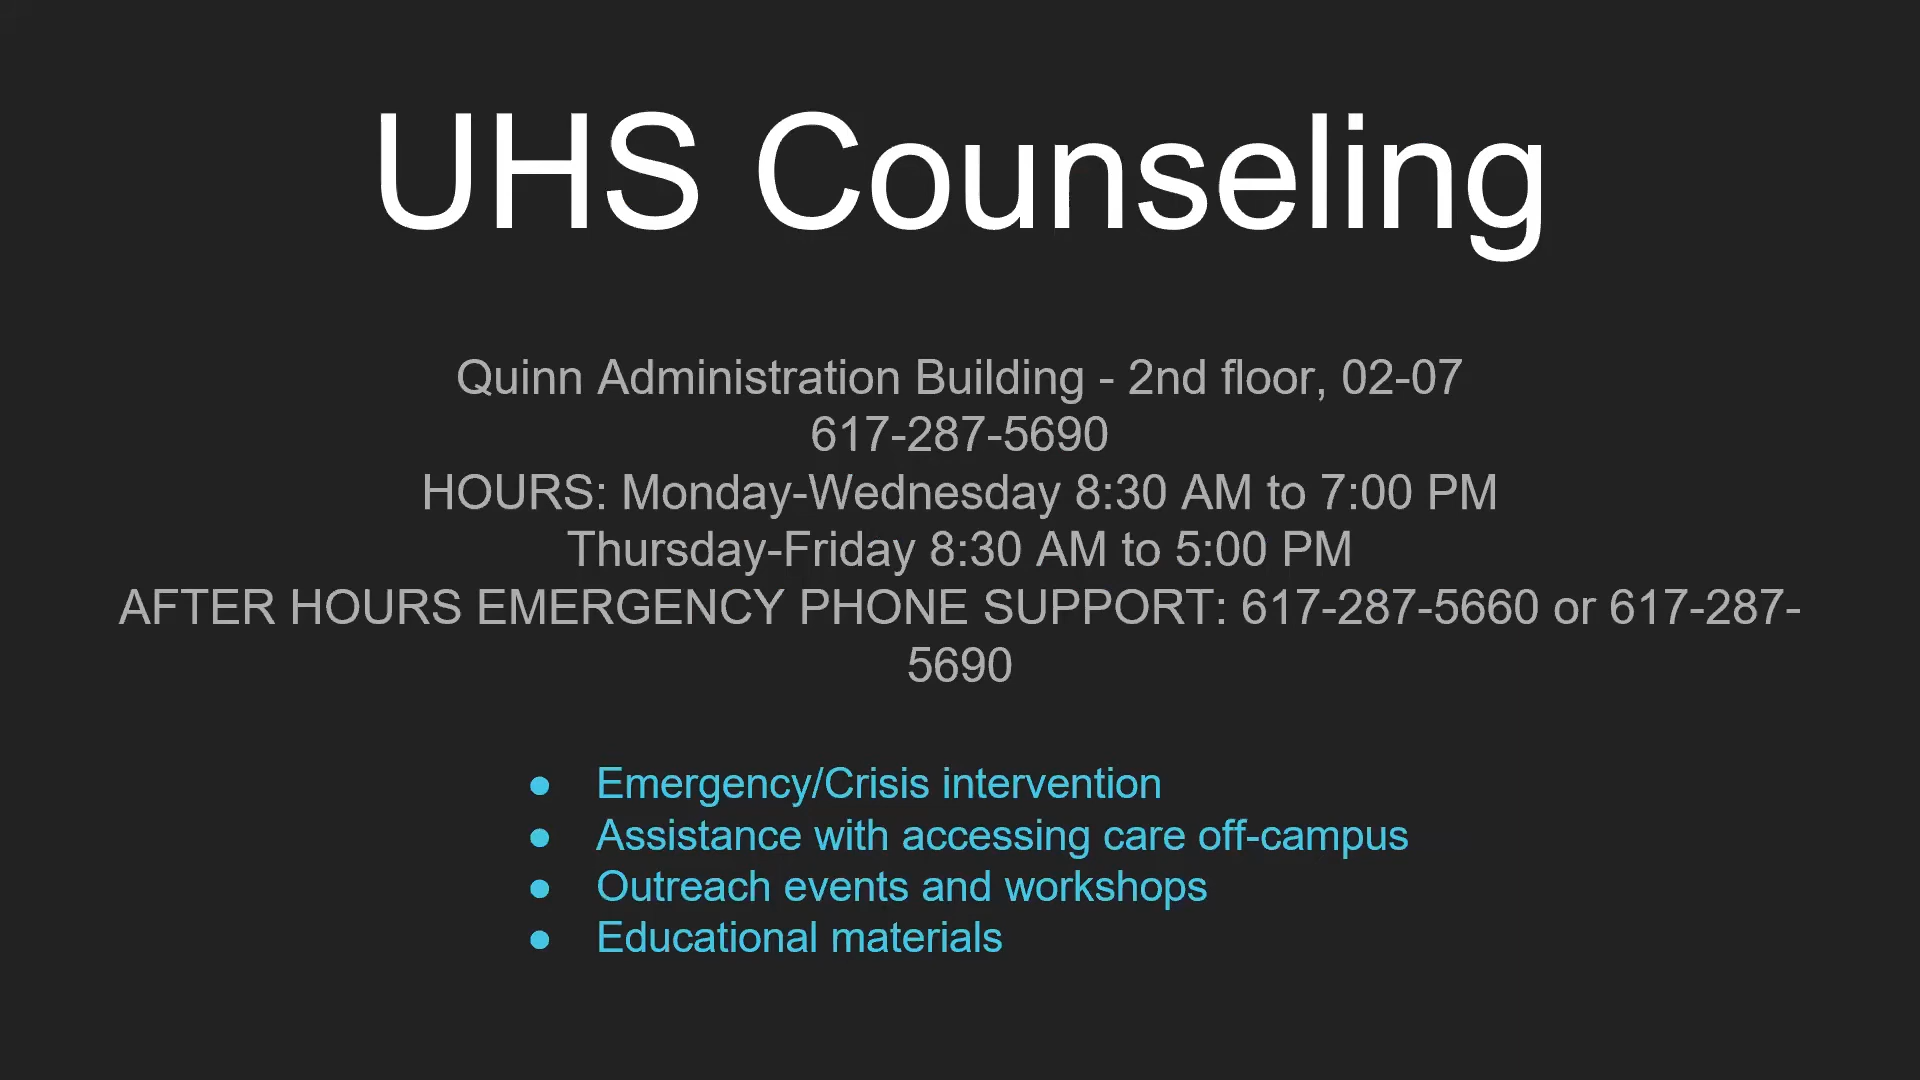 UHS Counseling
Quinn Administration Building - 2nd floor, 02-07
617-287-5690
HOURS: Monday-Wednesday 8:30 AM to 7:00 PM
Thursday-Friday 8:30 AM to 5:00 PM
AFTER HOURS EMERGENCY PHONE SUPPORT: 617-287-5660 or 617-287-
5690
● Emergency/Crisis intervention
● Assistance with accessing care off-campus
● Outreach events and workshops
● Educational materials